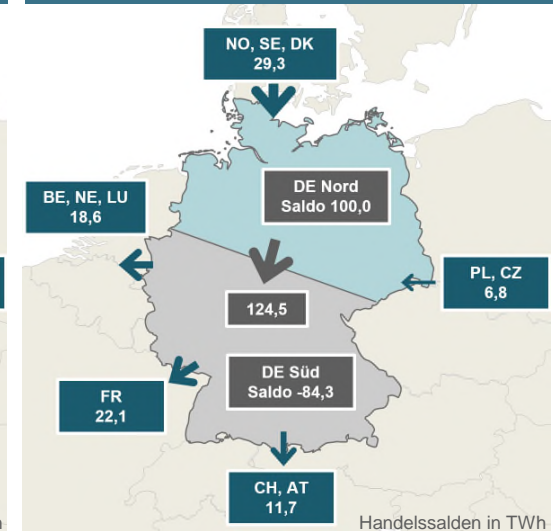 NO, SE, DK
29,3
DE Nord
Saldo 100,0
BE, NE, LU
18,6
PL, CZ
6,8
124,5
DE Süd
Saldo -84,3
FR
22,1
CH, AT
11,7
Handelssalden in TWh